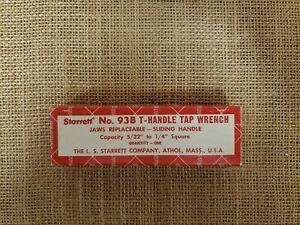 Starrett No. 93B T-HANDLE TAP WRENCH
JAWS REPLACEABLE — SLIDING HANDLE
Capacity 5/32" to 1/4" Square
QUANTITY — ONE
THE L. S. STARRETT COMPANY, ATHOL, MASS., U.S.A.